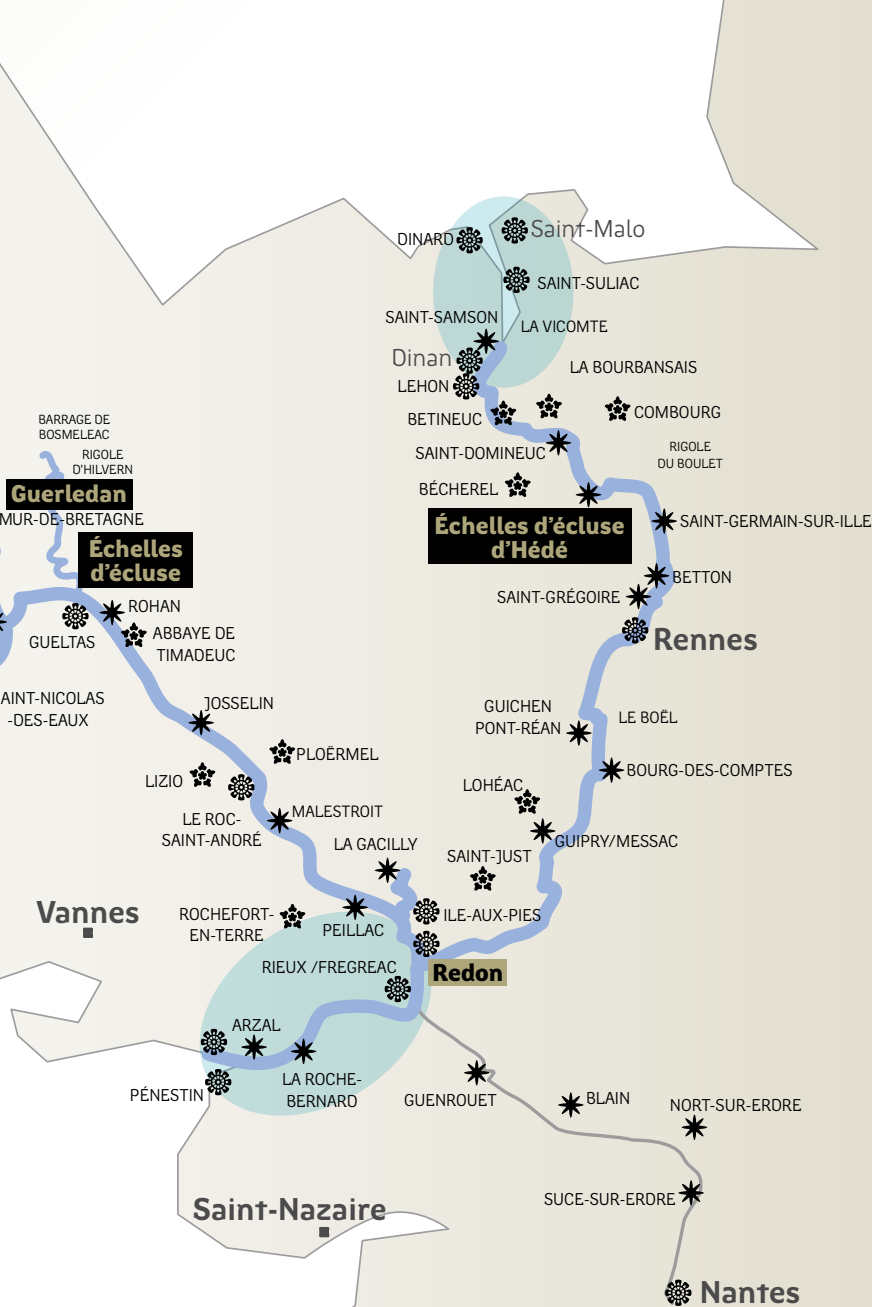 DINARD
Saint-Malo
SAINT-SULIAC
SAINT-SAMSON
LA VICOMTE
Dinan
LA BOURBANSAIS
LEHON
BETINEUC
COMBOURG
BARRAGE DE
BOSMELEAC
RIGOLE
D'HILVERN
SAINT-DOMINEUC
RIGOLE
DU BOULET
Guerledan
BÉCHEREL
MUR-DE-BRETAGNE
Échelles d'écluse
d'Hédé
SAINT-GERMAIN-SUR-ILLE
Échelles
d'écluse
BETTON
SAINT-GRÉGOIRE
ROHAN
GUELTAS
ABBAYE DE
TIMADEUC
Rennes
AINT-NICOLAS
-DES-EAUX
JOSSELIN
GUICHEN
PONT-RÉAN
LE BOËL
PLOËRMEL
BOURG-DES-COMPTES
LIZIO
LOHÉAC
LE ROC-
SAINT-ANDRÉ
MALESTROIT
GUIPRY/MESSAC
LA GACILLY
SAINT-JUST
Vannes
ROCHEFORT-
EN-TERRE
PEILLAC
ILE-AUX-PIES
RIEUX /FREGREAC
Redon
ARZAL
LA ROCHE-
BERNARD
PÉNESTIN
GUENROUET
BLAIN
NORT-SUR-ERDRE
SUCE-SUR-ERDRE
Saint-Nazaire
Nantes